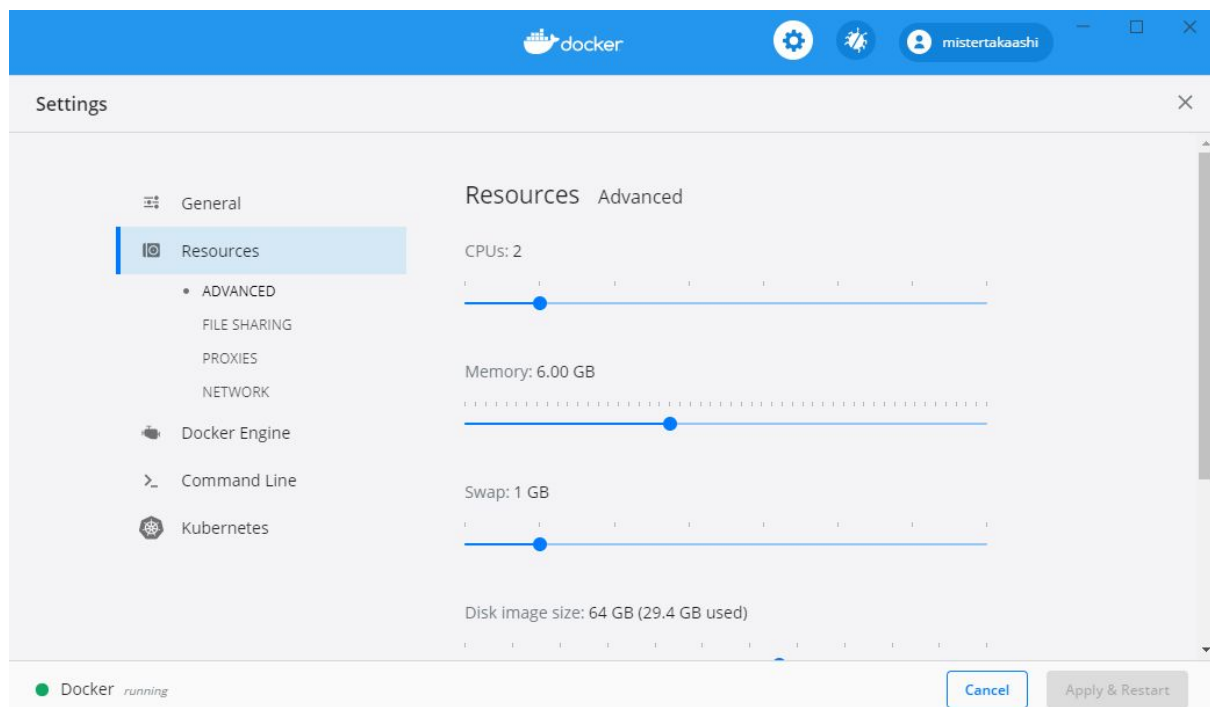 docker
mistertakaashi
Settings
General
Resources
ADVANCED
FILE SHARING
PROXIES
NETWORK
Docker Engine
Command Line
Kubernetes
Resources Advanced
CPUs: 2
Memory: 6.00 GB
Swap: 1 GB
Disk image size: 64 GB (29.4 GB used)
Docker running
Cancel
Apply & Restart